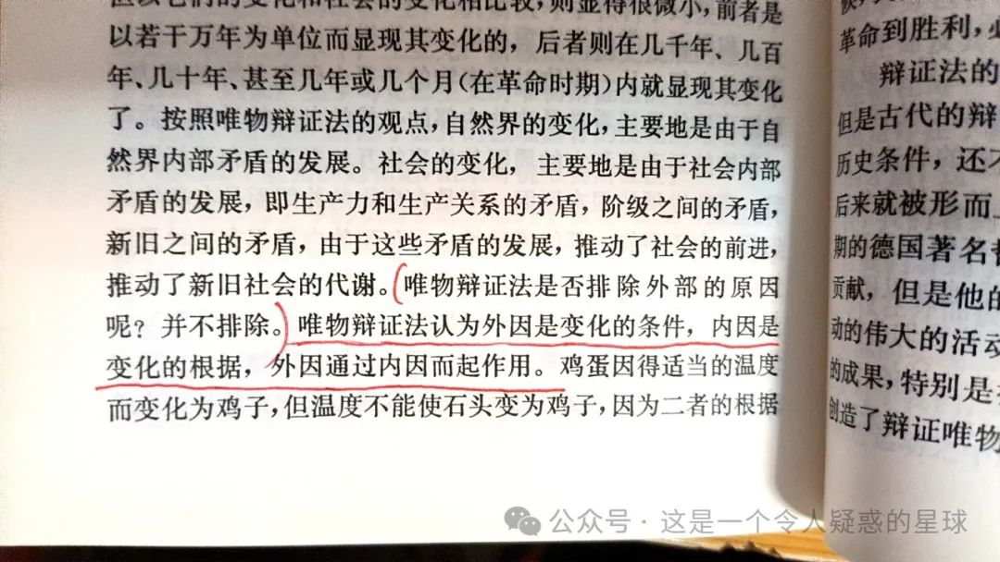 但以它们的变化和社会的变化相比较，则显得很微小，前者是
以若干万年为单位而显现其变化的，后者则在几千年、几百
年、几十年、甚至几年或几个月（在革命时期）内就显现其变化
了。按照唯物辩证法的观点，自然界的变化，主要地是由于自
然界内部矛盾的发展。社会的变化，主要地是由于社会内部
矛盾的发展，即生产力和生产关系的矛盾，阶级之间的矛盾，
新旧之间的矛盾，由于这些矛盾的发展，推动了社会的前进，
推动了新旧社会的代谢。唯物辩证法是否排除外部的原因
呢？并不排除。唯物辩证法认为外因是变化的条件，内因是
变化的根据，外因通过内因而起作用。鸡蛋因得适当的温度
而变化为鸡子，但温度不能使石头变为鸡子，因为二者的根据
革命到胜利，
辩证法的
但是古代的辩
历史条件，还
后来就被形而
期的德国著名
贡献，但是他的
动的伟大的活动
的成果，特别是
创造了辩证唯物
公众号·这是一个令人疑惑的星球